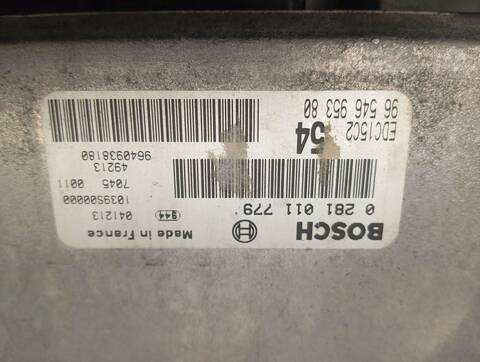 BOSCH
0 281 011 779
54
EDC15C2
96 546 953 80
Made in France
944 041213
1039S00000
7045 0011
49213
9640938180